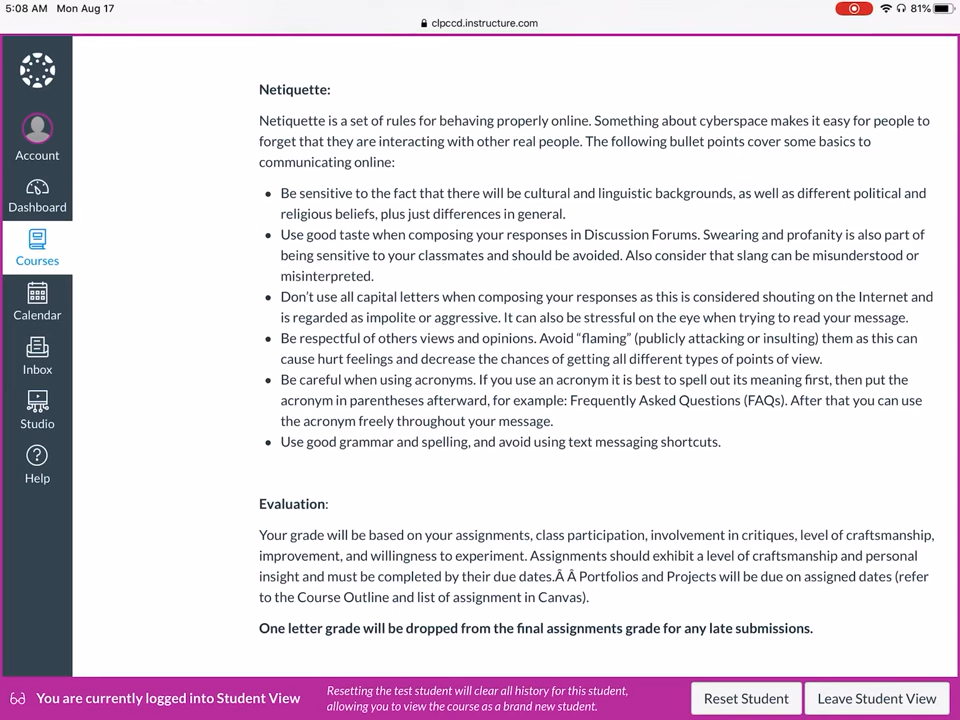 5:08 AM Mon Aug 17
81%
clpccd.instructure.com
Account
Dashboard
Courses
Calendar
Inbox
Studio
Help
Netiquette:
Netiquette is a set of rules for behaving properly online. Something about cyberspace makes it easy for people to
forget that they are interacting with other real people. The following bullet points cover some basics to
communicating online:
• Be sensitive to the fact that there will be cultural and linguistic backgrounds, as well as different political and
religious beliefs, plus just differences in general.
• Use good taste when composing your responses in Discussion Forums. Swearing and profanity is also part of
being sensitive to your classmates and should be avoided. Also consider that slang can be misunderstood or
misinterpreted.
• Don’t use all capital letters when composing your responses as this is considered shouting on the Internet and
is regarded as impolite or aggressive. It can also be stressful on the eye when trying to read your message.
• Be respectful of others views and opinions. Avoid “flaming” (publicly attacking or insulting) them as this can
cause hurt feelings and decrease the chances of getting all different types of points of view.
• Be careful when using acronyms. If you use an acronym it is best to spell out its meaning first, then put the
acronym in parentheses afterward, for example: Frequently Asked Questions (FAQs). After that you can use
the acronym freely throughout your message.
• Use good grammar and spelling, and avoid using text messaging shortcuts.
Evaluation:
Your grade will be based on your assignments, class participation, involvement in critiques, level of craftsmanship,
improvement, and willingness to experiment. Assignments should exhibit a level of craftsmanship and personal
insight and must be completed by their due dates.Â Â Portfolios and Projects will be due on assigned dates (refer
to the Course Outline and list of assignment in Canvas).
One letter grade will be dropped from the final assignments grade for any late submissions.
You are currently logged into Student View
Resetting the test student will clear all history for this student,
allowing you to view the course as a brand new student.
Reset Student
Leave Student View